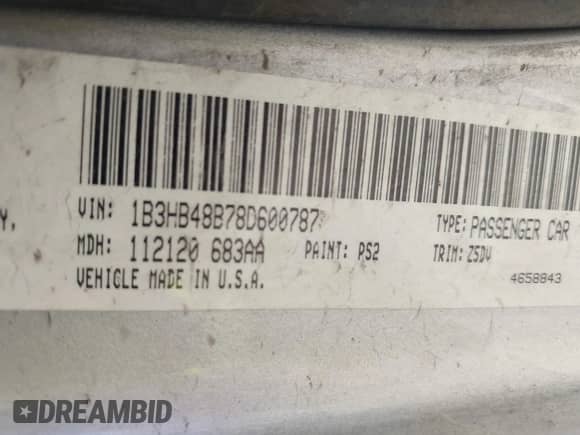 Y, VIN: 1B3HB48B78D600787 TYPE: PASSENGER CAR
MDH: 112120 683AA PAINT: PS2 TRIM: Z5DV
VEHICLE MADE IN U.S.A. 4658843
DREAMBID